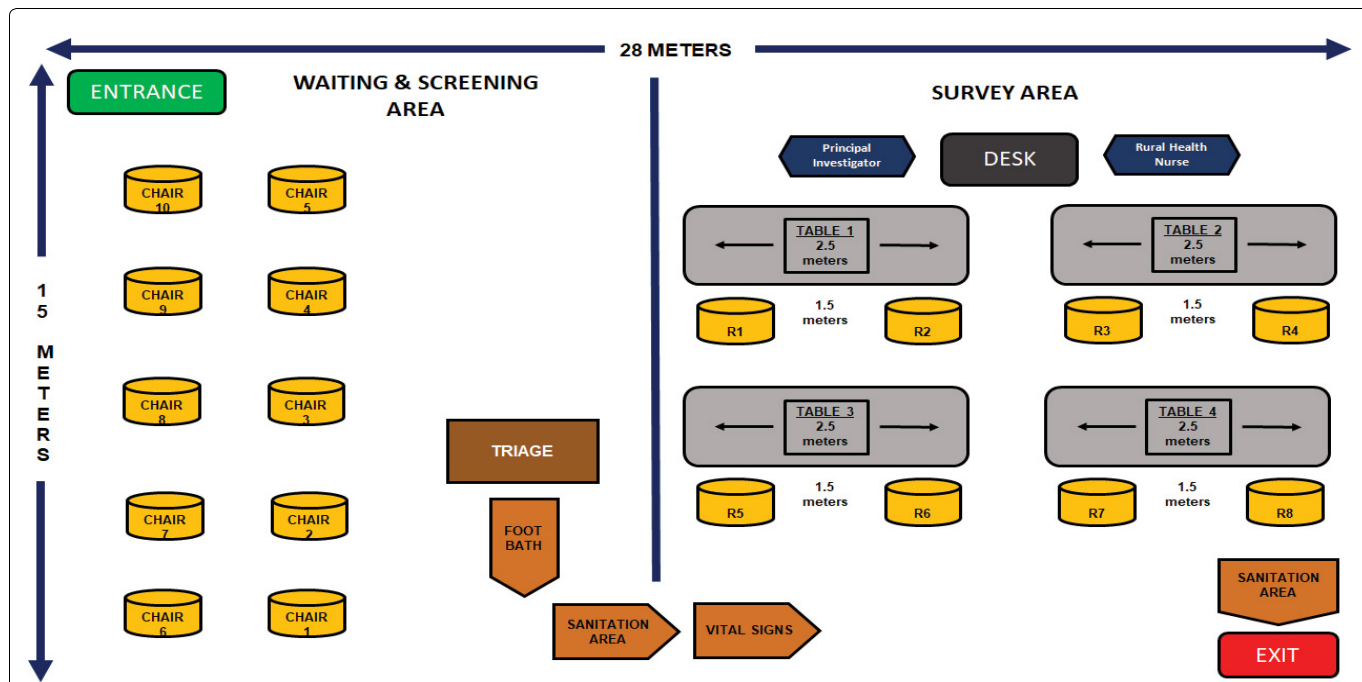 28 METERS
ENTRANCE
WAITING & SCREENING
AREA
SURVEY AREA
15 METERS
Principal
Investigator
DESK
Rural Health
Nurse
CHAIR
10
CHAIR
5
TABLE 1
2.5
meters
TABLE 2
2.5
meters
CHAIR
9
CHAIR
4
R1
1.5
meters
R2
R3
1.5
meters
R4
CHAIR
8
CHAIR
3
TABLE 3
2.5
meters
TABLE 4
2.5
meters
TRIAGE
CHAIR
7
CHAIR
2
R5
1.5
meters
R6
R7
1.5
meters
R8
FOOT
BATH
CHAIR
6
CHAIR
1
SANITATION
AREA
VITAL SIGNS
SANITATION
AREA
EXIT